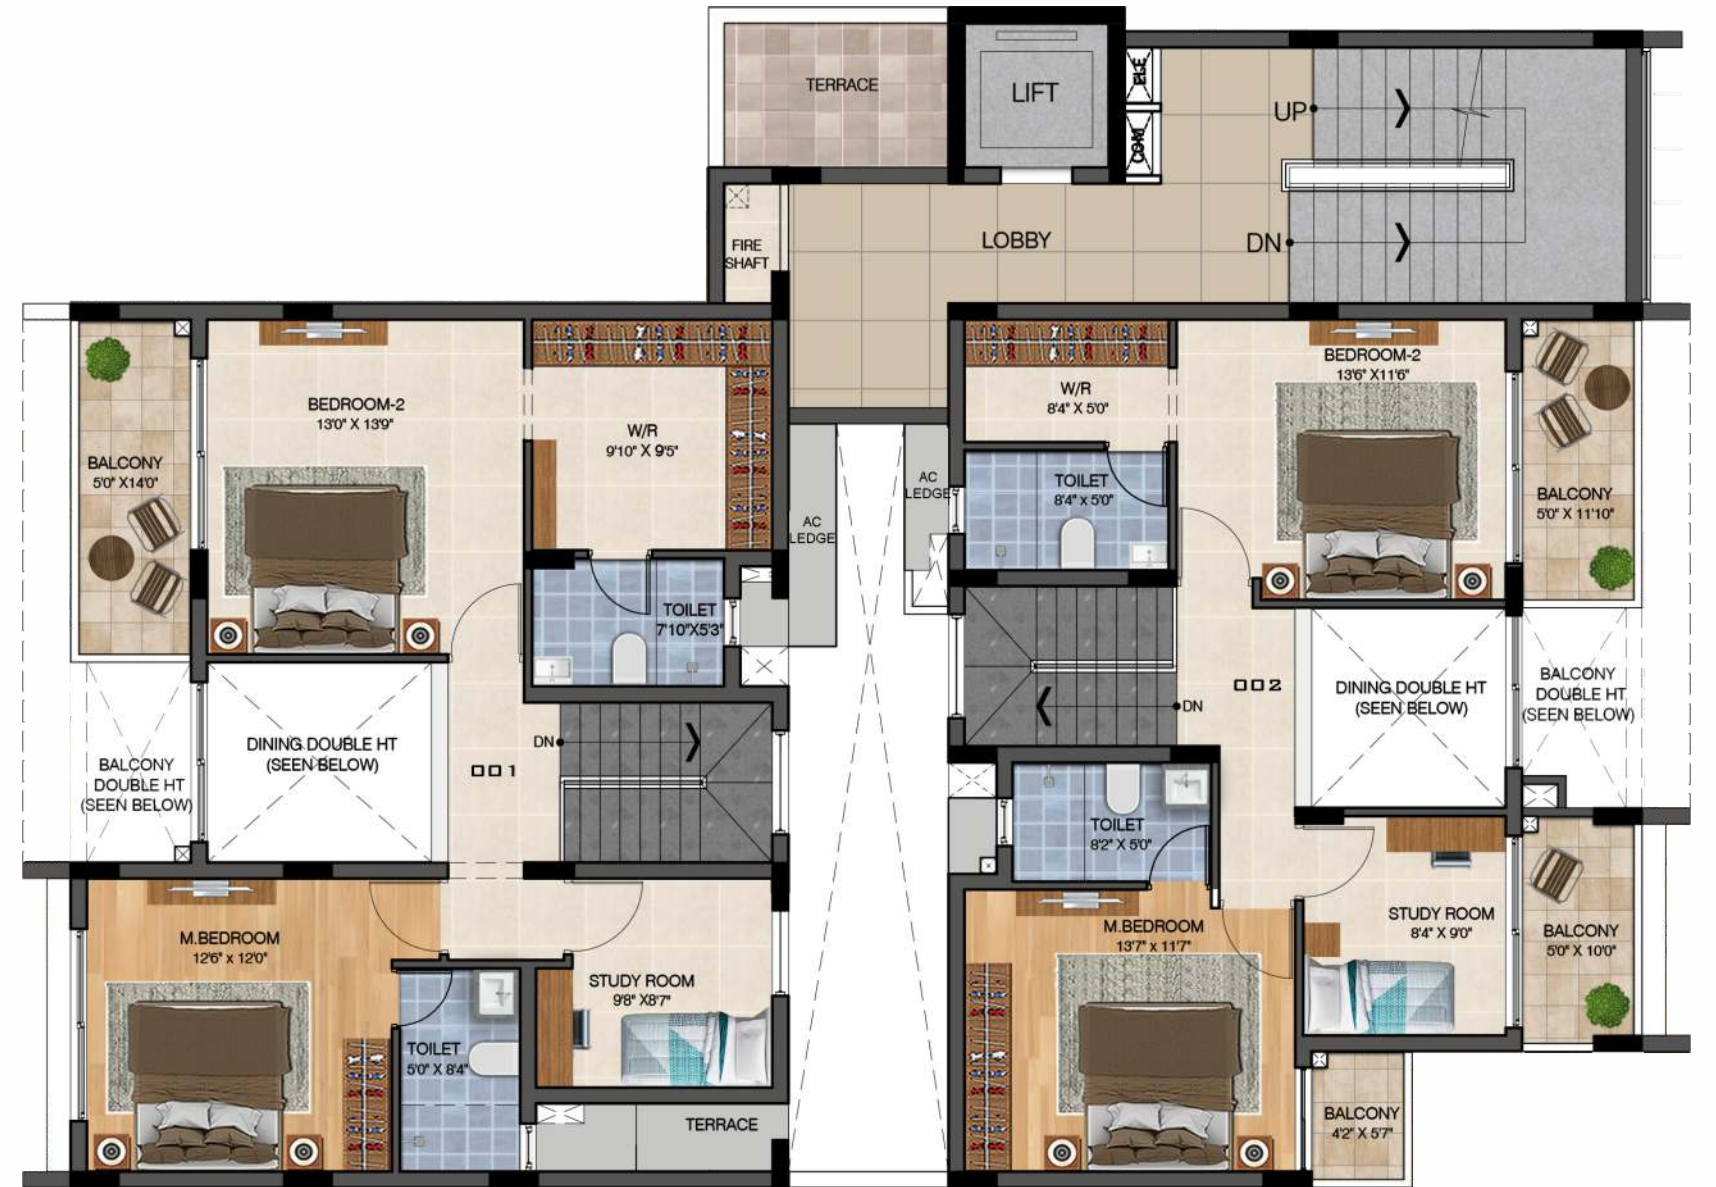 TERRACE
LIFT
ELE
COM
UP
DN
LOBBY
FIRE
SHAFT
BEDROOM-2
13'0" X 13'9"
W/R
9'10" X 9'5"
BALCONY
5'0" X14'0"
AC
LEDGE
AC
LEDGE
TOILET
7'10"X5'3"
W/R
8'4" X 5'0"
BEDROOM-2
13'6" X11'6"
TOILET
8'4" x 5'0"
BALCONY
5'0" X 11'10"
DINING DOUBLE HT
(SEEN BELOW)
BALCONY
DOUBLE HT
(SEEN BELOW)
001
DN
DN
002
DINING DOUBLE HT
(SEEN BELOW)
BALCONY
DOUBLE HT
(SEEN BELOW)
TOILET
8'2" X 5'0"
M.BEDROOM
12'6" x 12'0"
STUDY ROOM
9'8" X8'7"
TOILET
5'0" X 8'4"
TERRACE
M.BEDROOM
13'7" x 11'7"
STUDY ROOM
8'4" X 9'0"
BALCONY
5'0" X 10'0"
BALCONY
4'2" X 5'7"